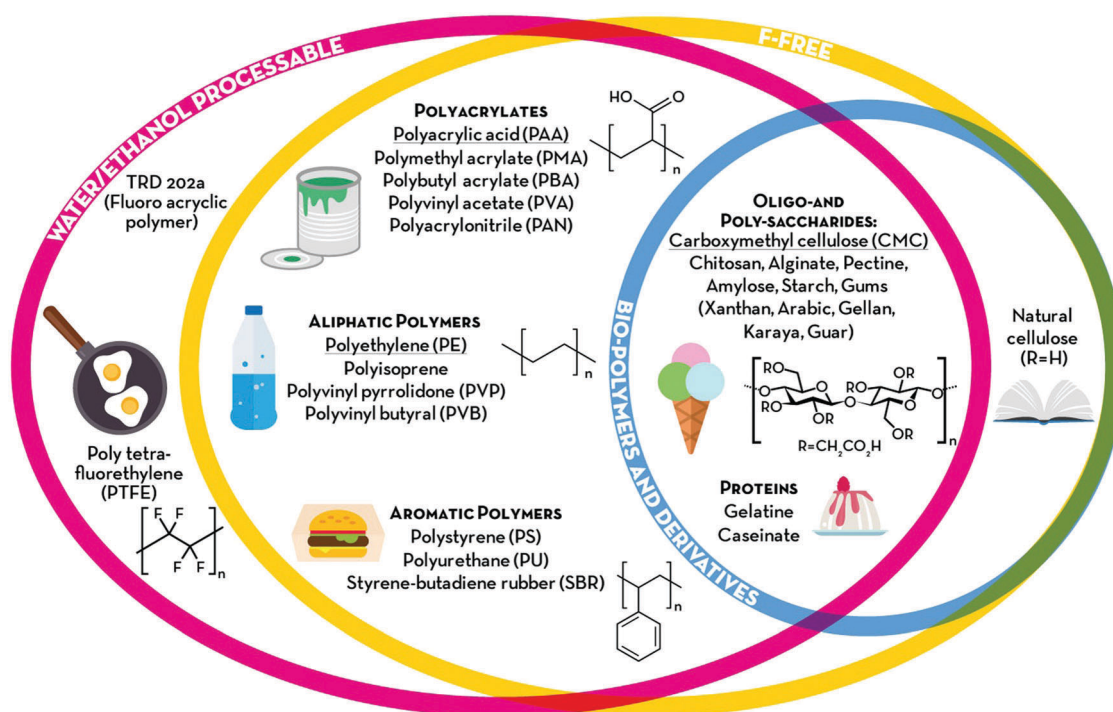 WATER/ETHANOL PROCESSABLE
F-FREE
BIO-POLYMERS AND DERIVATIVES
TRD 202a
(Fluoro acryclic
polymer)
Poly tetra-
fluorethylene
(PTFE)
F F
F F
n
POLYACRYLATES
Polyacrylic acid (PAA)
Polymethyl acrylate (PMA)
Polybutyl acrylate (PBA)
Polyvinyl acetate (PVA)
Polyacrylonitrile (PAN)
HO O
n
ALIPHATIC POLYMERS
Polyethylene (PE)
Polyisoprene
Polyvinyl pyrrolidone (PVP)
Polyvinyl butyral (PVB)
n
AROMATIC POLYMERS
Polystyrene (PS)
Polyurethane (PU)
Styrene-butadiene rubber (SBR)
n
OLIGO-AND
POLY-SACCHARIDES:
Carboxymethyl cellulose (CMC)
Chitosan, Alginate, Pectine,
Amylose, Starch, Gums
(Xanthan, Arabic, Gellan,
Karaya, Guar)
RO OR OR
O O RO O O
RO OR O
OR n
R=CH2CO2H
PROTEINS
Gelatine
Caseinate
Natural
cellulose
(R=H)